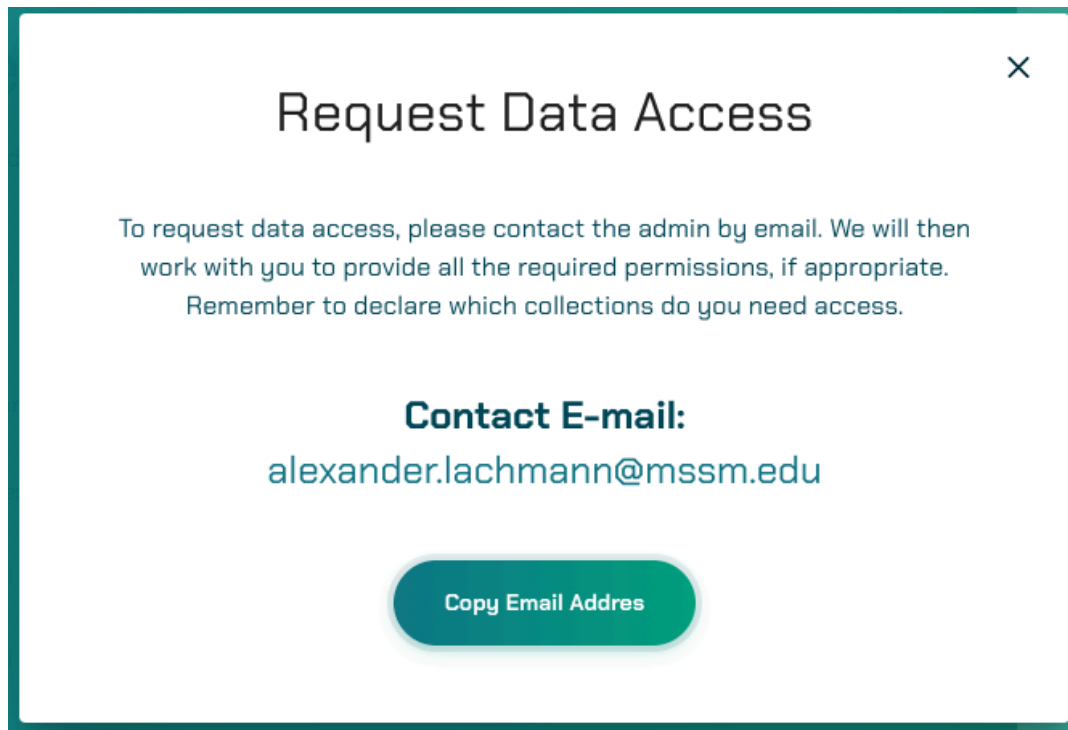 Request Data Access
To request data access, please contact the admin by email. We will then
work with you to provide all the required permissions, if appropriate.
Remember to declare which collections do you need access.
Contact E-mail:
alexander.lachmann@mssm.edu
Copy Email Addres